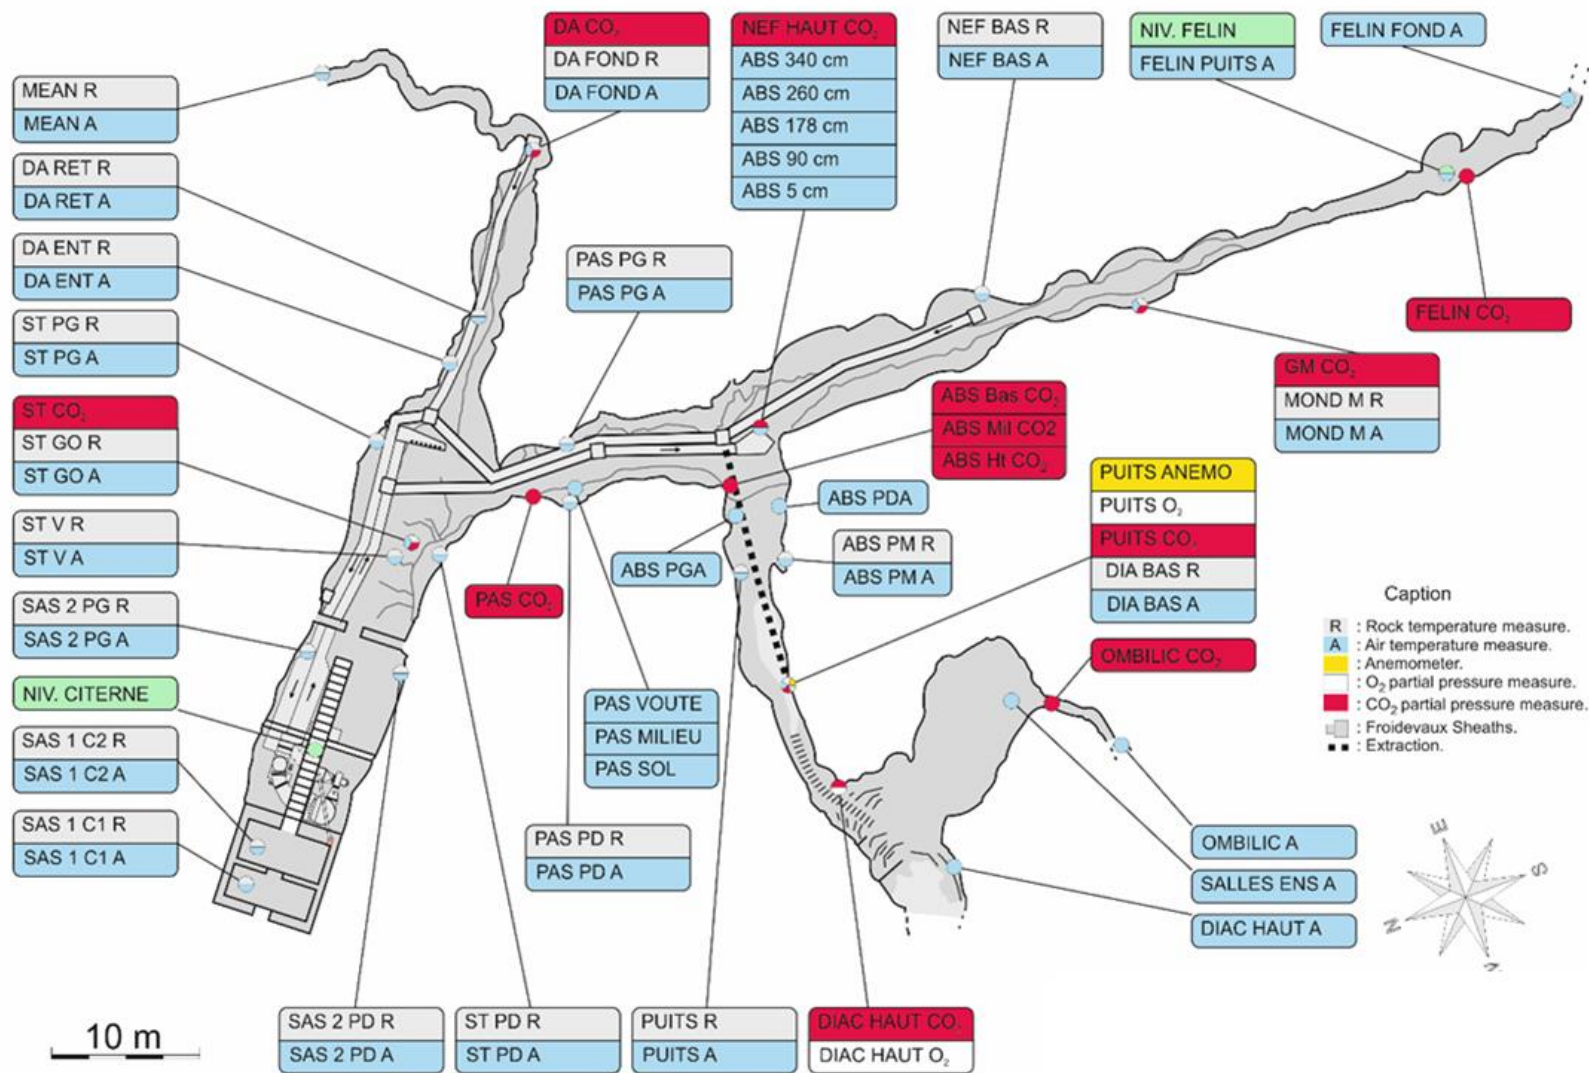 DA CO₂
DA FOND R
DA FOND A
NEF HAUT CO₂
ABS 340 cm
ABS 260 cm
ABS 178 cm
ABS 90 cm
ABS 5 cm
NEF BAS R
NEF BAS A
NIV. FELIN
FELIN PUITS A
FELIN FOND A
MEAN R
MEAN A
DA RET R
DA RET A
DA ENT R
DA ENT A
ST PG R
ST PG A
ST CO₂
ST GO R
ST GO A
ST V R
ST V A
SAS 2 PG R
SAS 2 PG A
NIV. CITERNE
SAS 1 C2 R
SAS 1 C2 A
SAS 1 C1 R
SAS 1 C1 A
PAS PG R
PAS PG A
FELIN CO₂
GM CO₂
MOND M R
MOND M A
ABS Bas CO₂
ABS Mil CO2
ABS Ht CO₂
ABS PDA
ABS PM R
ABS PM A
ABS PGA
PAS CO₂
PUITS ANEMO
PUITS O₂
PUITS CO₂
DIA BAS R
DIA BAS A
OMBILIC CO₂
PAS VOUTE
PAS MILIEU
PAS SOL
PAS PD R
PAS PD A
OMBILIC A
SALLES ENS A
DIAC HAUT A
SAS 2 PD R
SAS 2 PD A
ST PD R
ST PD A
PUITS R
PUITS A
DIAC HAUT CO₂
DIAC HAUT O₂
Caption
R : Rock temperature measure.
A : Air temperature measure.
: Anemometer.
: O₂ partial pressure measure.
: CO₂ partial pressure measure.
: Froidevaux Sheaths.
: Extraction.
E
S
N
10 m